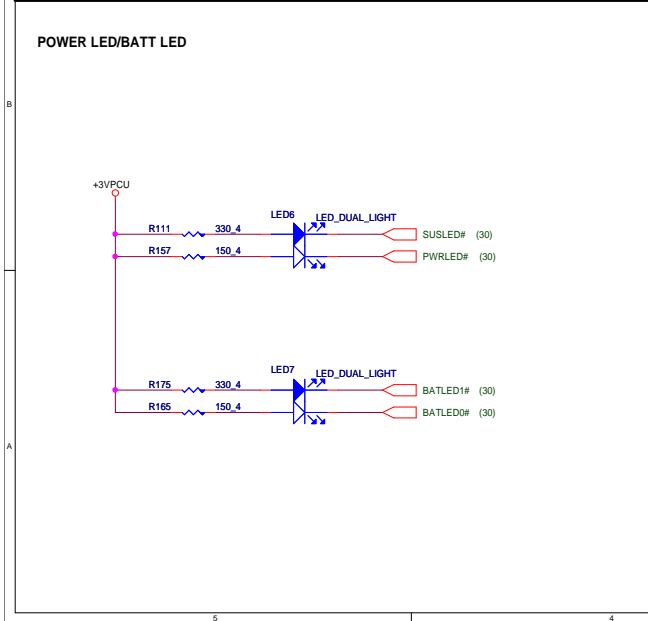 POWER LED/BATT LED
B
+3VPCU
LED6 LED_DUAL_LIGHT
R111 330_4 SUSLED# (30)
R157 150_4 PWRLED# (30)
LED7 LED_DUAL_LIGHT
R175 330_4 BATLED1# (30)
R165 150_4 BATLED0# (30)
A
5 4